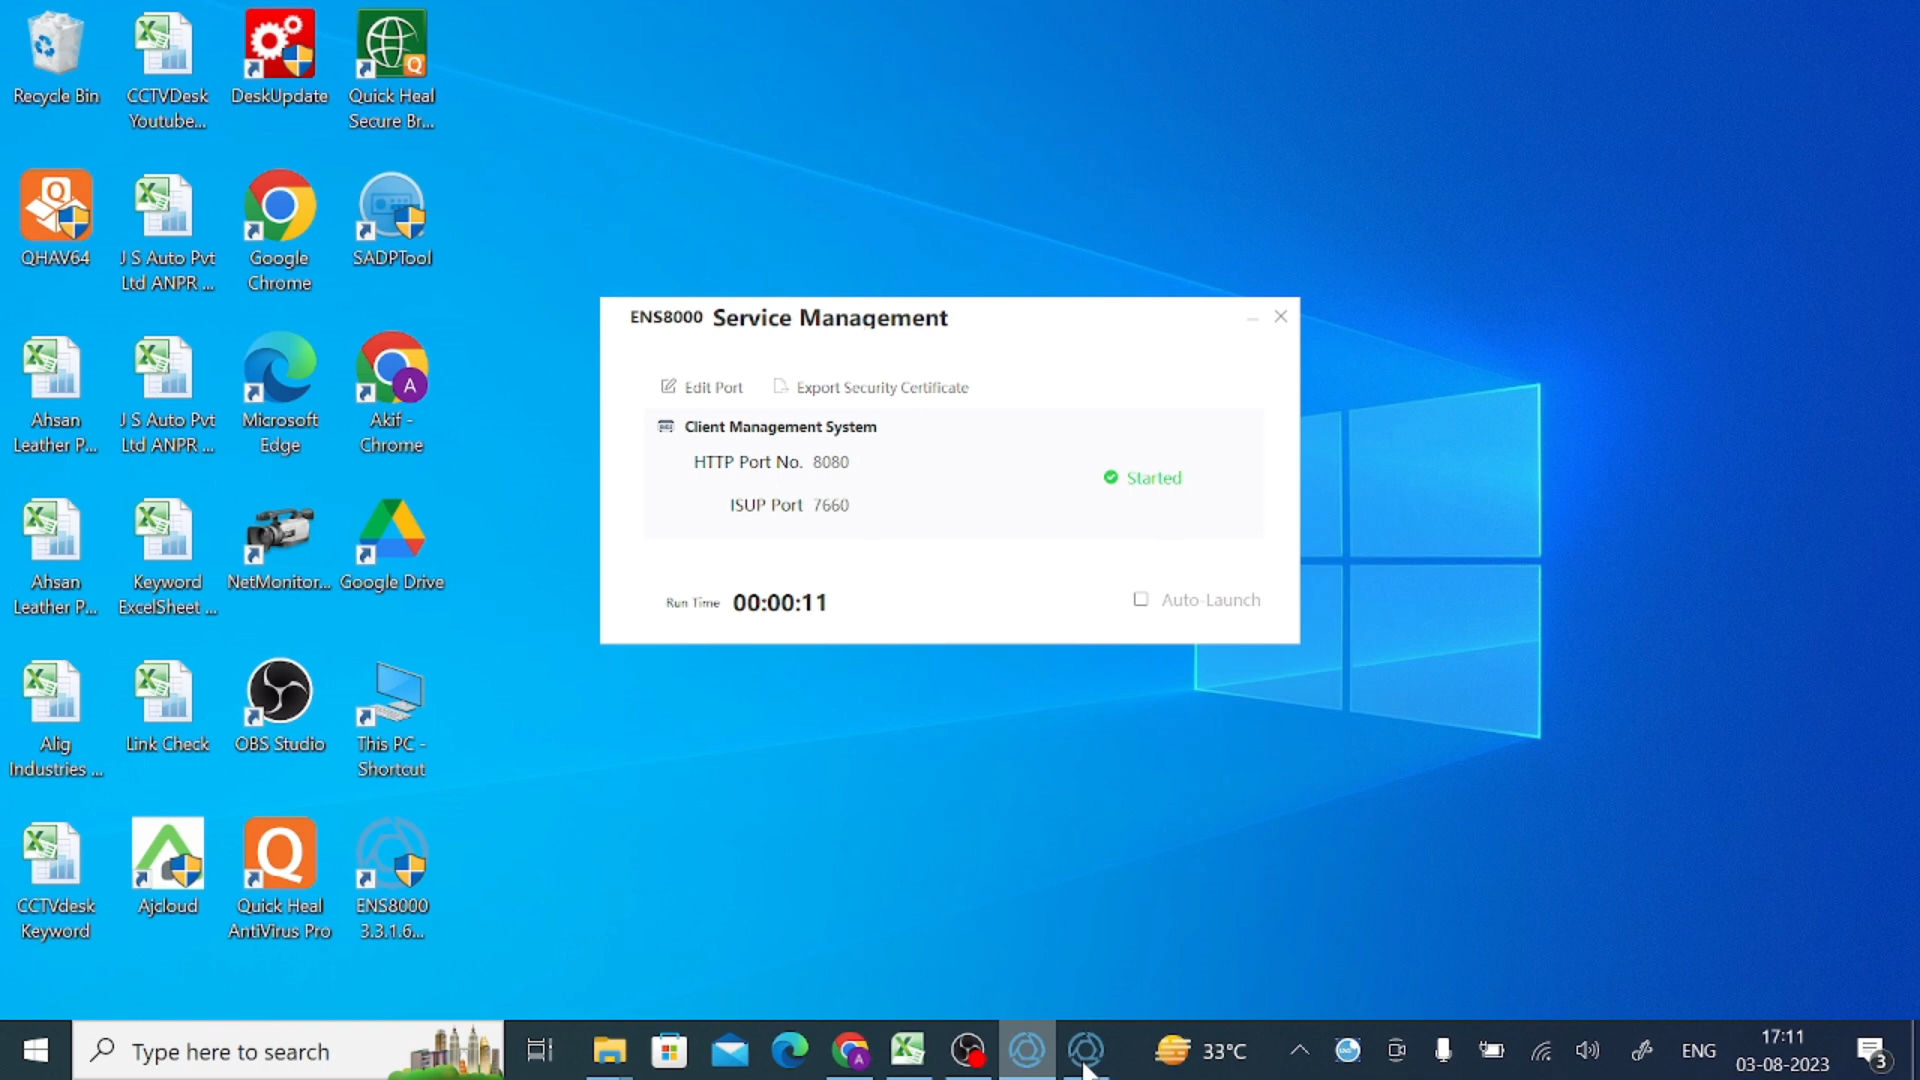 Recycle Bin
CCTVDesk
Youtube...
DeskUpdate
Quick Heal
Secure Br...
QHAV64
J S Auto Pvt
Ltd ANPR ...
Google
Chrome
SADPTool
Ahsan
Leather P...
J S Auto Pvt
Ltd ANPR ...
Microsoft
Edge
A
Akif -
Chrome
Ahsan
Leather P...
Keyword
ExcelSheet ...
NetMonitor...
Google Drive
Alig
Industries ...
Link Check
OBS Studio
This PC -
Shortcut
CCTVdesk
Keyword
Ajcloud
Quick Heal
AntiVirus Pro
ENS8000
3.3.1.6...
ENS8000 Service Management
Edit Port
Export Security Certificate
Client Management System
HTTP Port No. 8080
ISUP Port 7660
Started
Run Time 00:00:11
Auto-Launch
Type here to search
A
33°C
ENG
17:11
03-08-2023
3